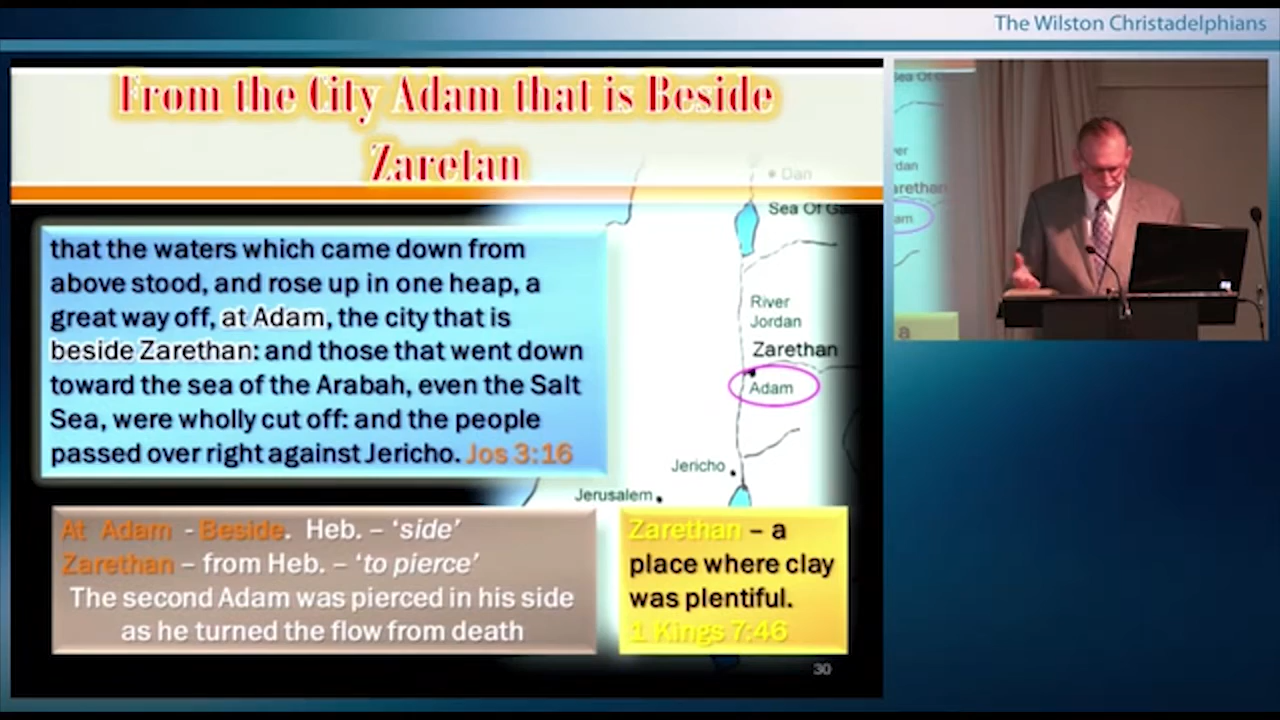 The Wilston Christadelphians
From the City Adam that is Beside
Zaretan
that the waters which came down from
above stood, and rose up in one heap, a
great way off, at Adam, the city that is
beside Zarethan: and those that went down
toward the sea of the Arabah, even the Salt
Sea, were wholly cut off: and the people
passed over right against Jericho. Jos 3:16
Dan
Sea Of Ga
River
Jordan
Zarethan
Adam
Jericho
Jerusalem
At Adam - Beside. Heb. – ‘side’
Zarethan – from Heb. – ‘to pierce’
The second Adam was pierced in his side
as he turned the flow from death
Zarethan – a
place where clay
was plentiful.
1 Kings 7:46
30
ver
rdan
arethan
am
a